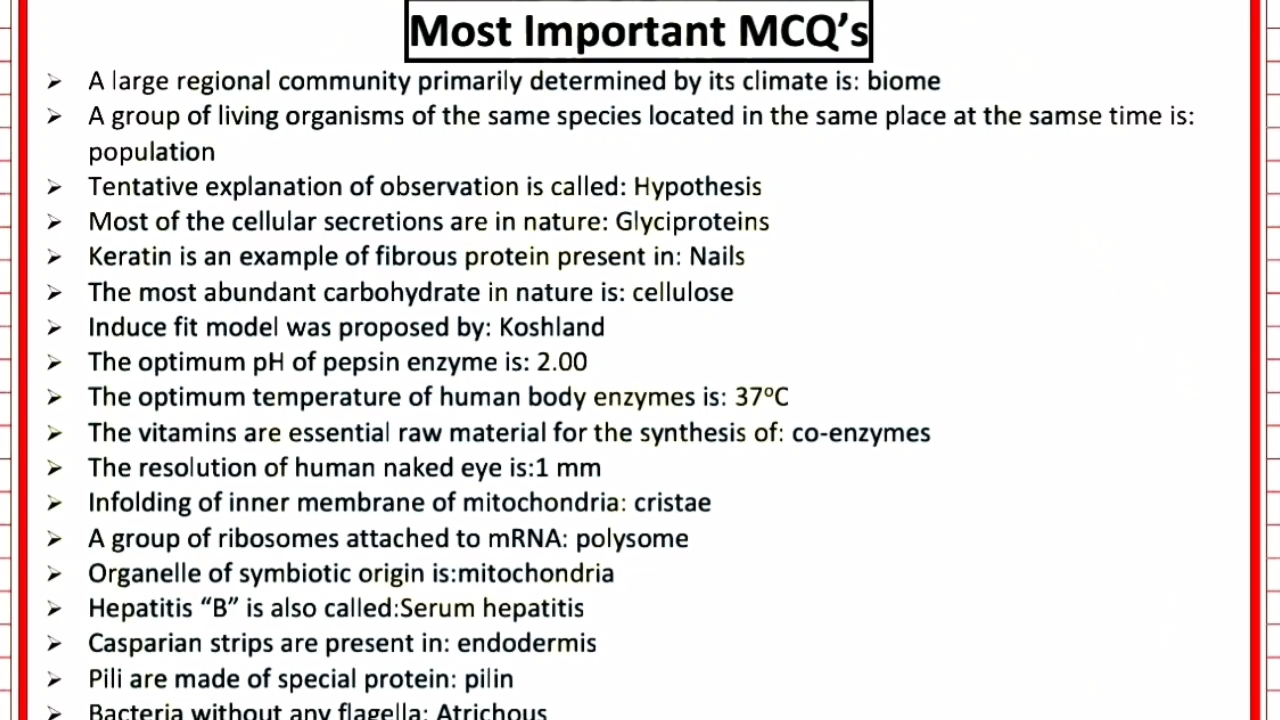 Most Important MCQ’s
➢ A large regional community primarily determined by its climate is: biome
➢ A group of living organisms of the same species located in the same place at the samse time is:
population
➢ Tentative explanation of observation is called: Hypothesis
➢ Most of the cellular secretions are in nature: Glyciproteins
➢ Keratin is an example of fibrous protein present in: Nails
➢ The most abundant carbohydrate in nature is: cellulose
➢ Induce fit model was proposed by: Koshland
➢ The optimum pH of pepsin enzyme is: 2.00
➢ The optimum temperature of human body enzymes is: 37ºC
➢ The vitamins are essential raw material for the synthesis of: co-enzymes
➢ The resolution of human naked eye is:1 mm
➢ Infolding of inner membrane of mitochondria: cristae
➢ A group of ribosomes attached to mRNA: polysome
➢ Organelle of symbiotic origin is:mitochondria
➢ Hepatitis “B” is also called:Serum hepatitis
➢ Casparian strips are present in: endodermis
➢ Pili are made of special protein: pilin
➢ Bacteria without any flagella: Atrichous